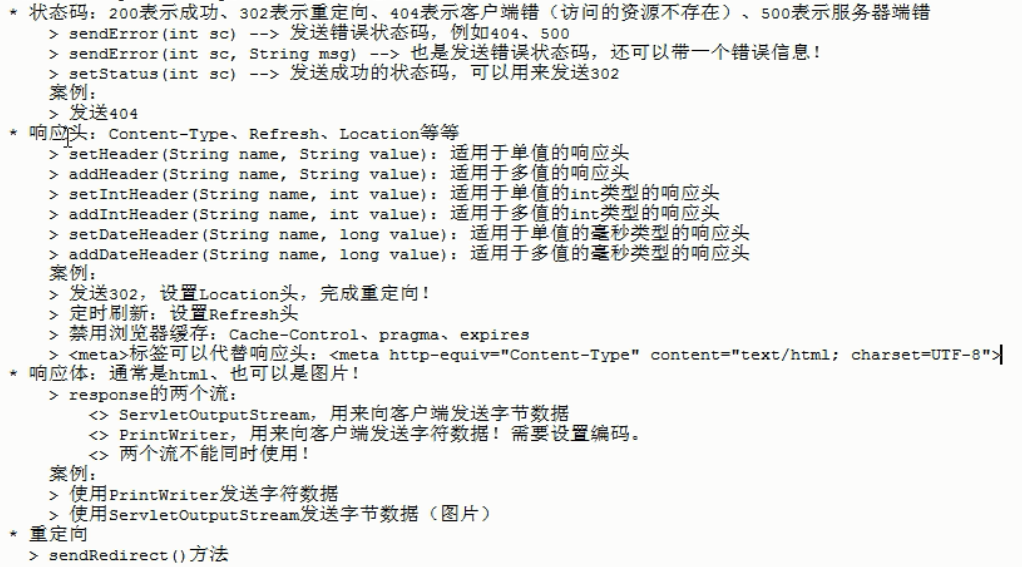 * 状态码：200表示成功、302表示重定向、404表示客户端错（访问的资源不存在）、500表示服务器端错
> sendError(int sc) --> 发送错误状态码，例如404、500
> sendError(int sc, String msg) --> 也是发送错误状态码，还可以带一个错误信息！
> setStatus(int sc) --> 发送成功的状态码，可以用来发送302
案例：
> 发送404
* 响应头：Content-Type、Refresh、Location等等
> setHeader(String name, String value)：适用于单值的响应头
> addHeader(String name, String value)：适用于多值的响应头
> setIntHeader(String name, int value)：适用于单值的int类型的响应头
> addIntHeader(String name, int value)：适用于多值的int类型的响应头
> setDateHeader(String name, long value)：适用于单值的毫秒类型的响应头
> addDateHeader(String name, long value)：适用于多值的毫秒类型的响应头
案例：
> 发送302，设置Location头，完成重定向！
> 定时刷新：设置Refresh头
> 禁用浏览器缓存：Cache-Control、pragma、expires
> <meta>标签可以代替响应头：<meta http-equiv="Content-Type" content="text/html; charset=UTF-8">
* 响应体：通常是html、也可以是图片！
> response的两个流：
<> ServletOutputStream，用来向客户端发送字节数据
<> PrintWriter，用来向客户端发送字符数据！需要设置编码。
<> 两个流不能同时使用！
案例：
> 使用PrintWriter发送字符数据
> 使用ServletOutputStream发送字节数据（图片）
* 重定向
> sendRedirect()方法